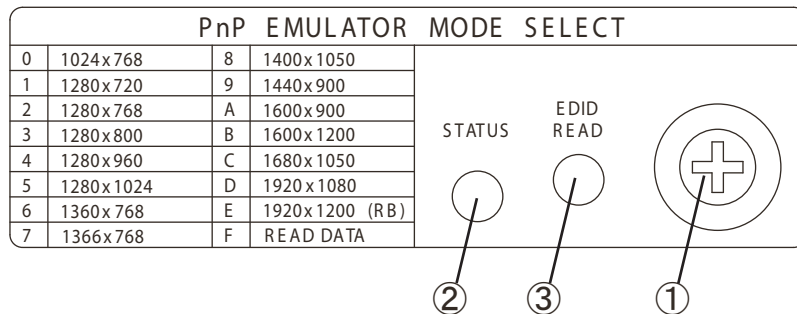 PnP EMULATOR MODE SELECT
0 1024x768 8 1400x1050
1 1280x720 9 1440x900
2 1280x768 A 1600x900
3 1280x800 B 1600x1200
4 1280x960 C 1680x1050
5 1280x1024 D 1920x1080
6 1360x768 E 1920x1200 (RB)
7 1366x768 F READ DATA
STATUS
EDID
READ
② ③ ①